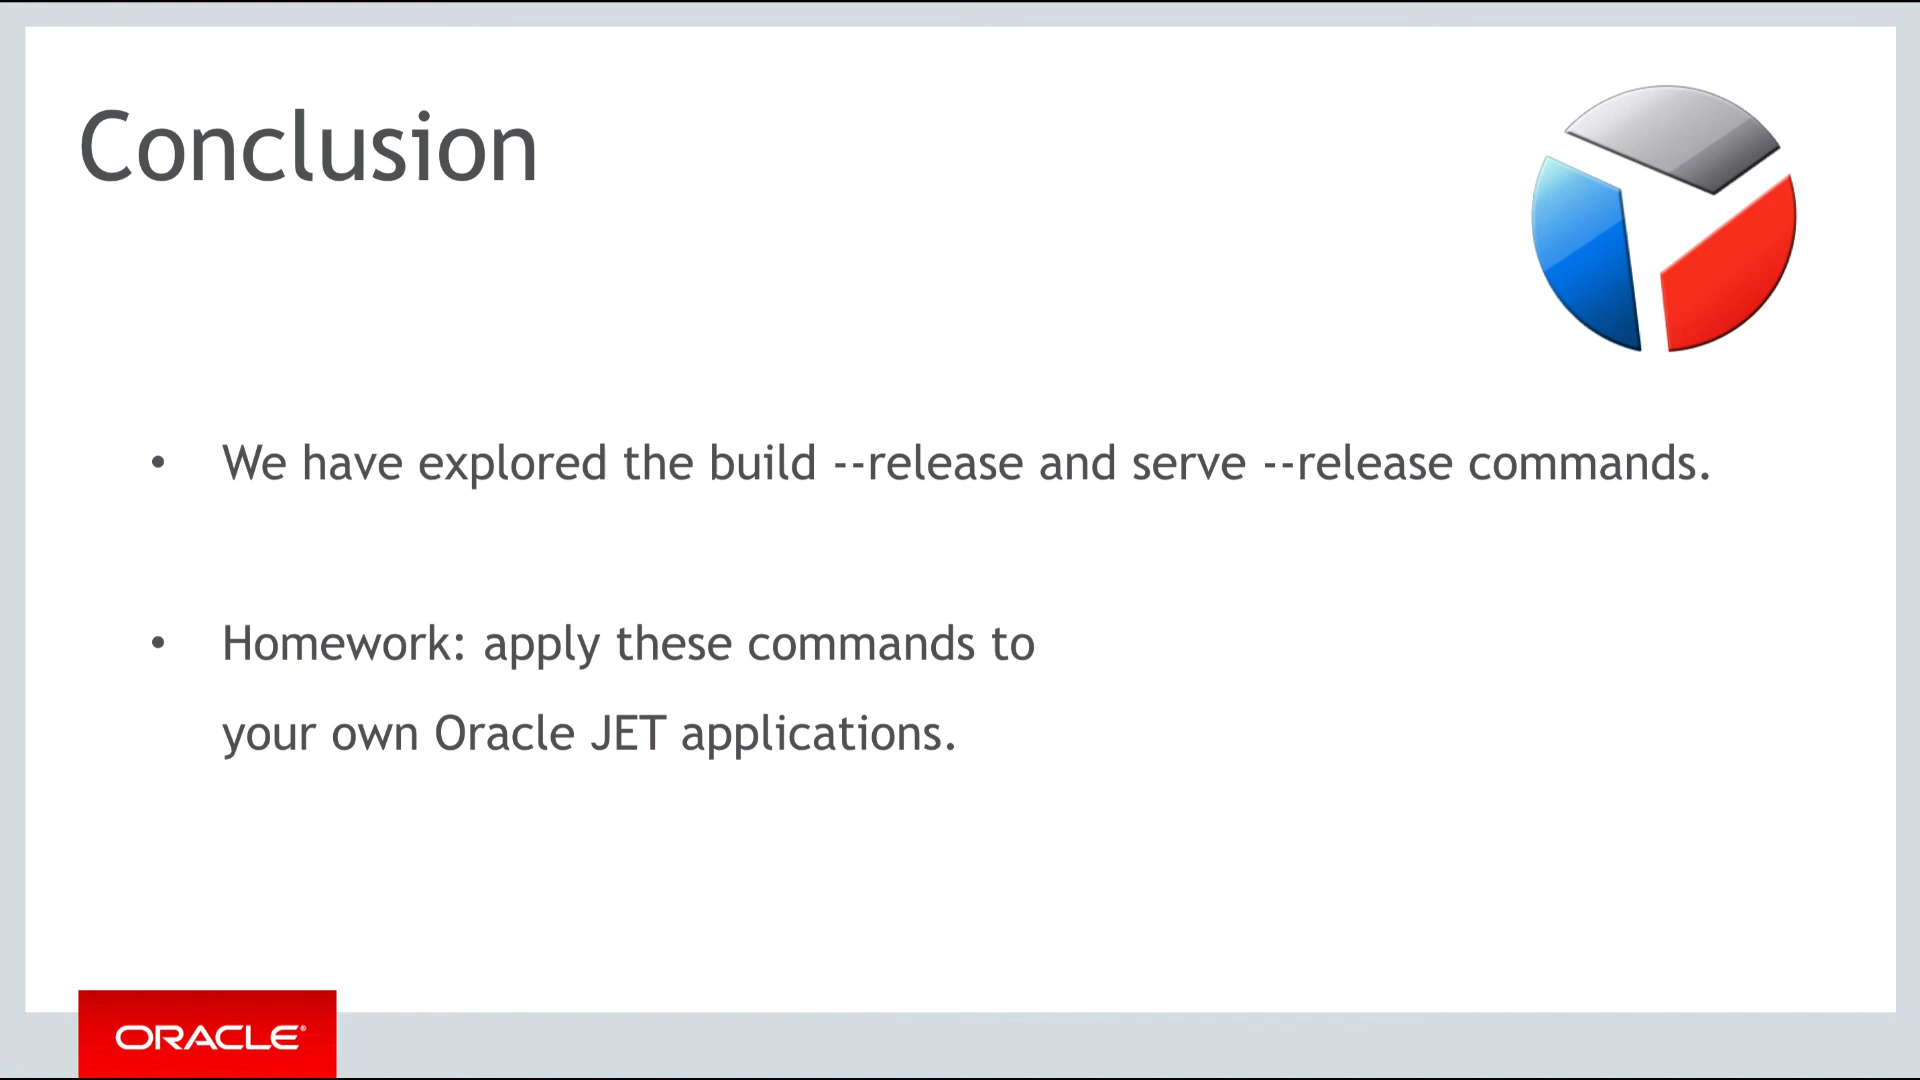 Conclusion
• We have explored the build --release and serve --release commands.
• Homework: apply these commands to
your own Oracle JET applications.
ORACLE®